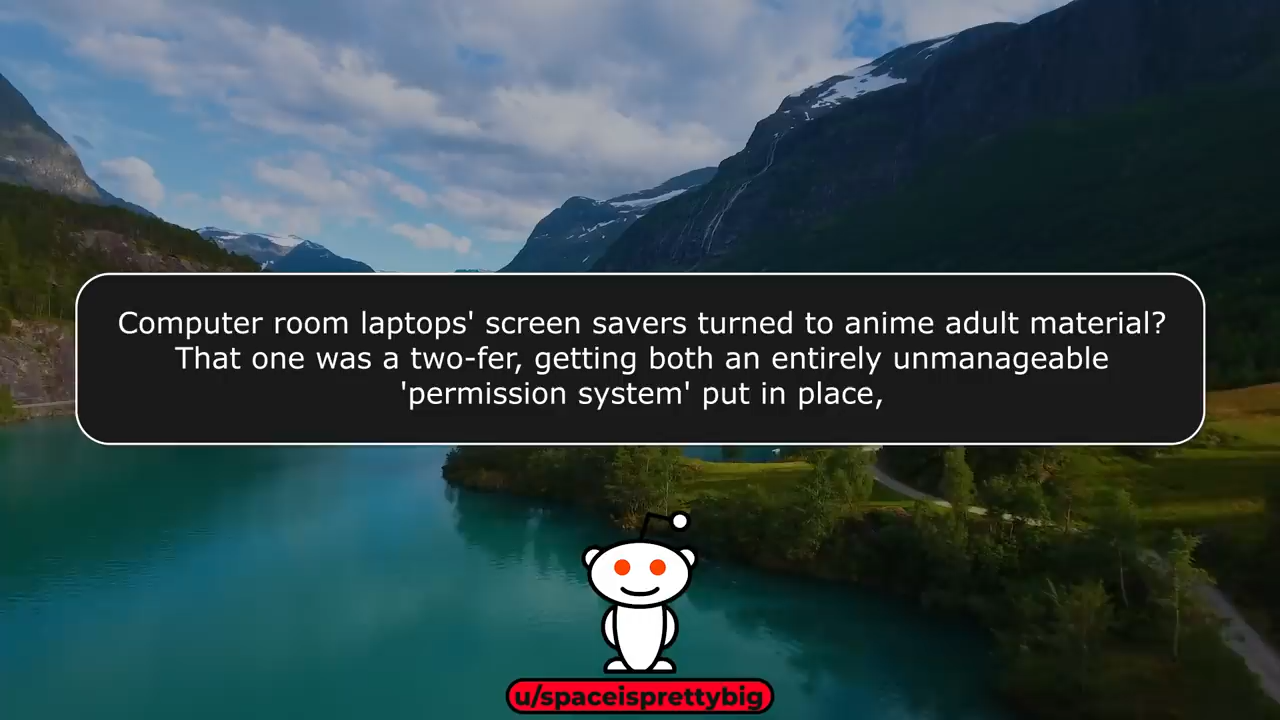 Computer room laptops' screen savers turned to anime adult material?
That one was a two-fer, getting both an entirely unmanageable
'permission system' put in place,
u/spaceisprettybig